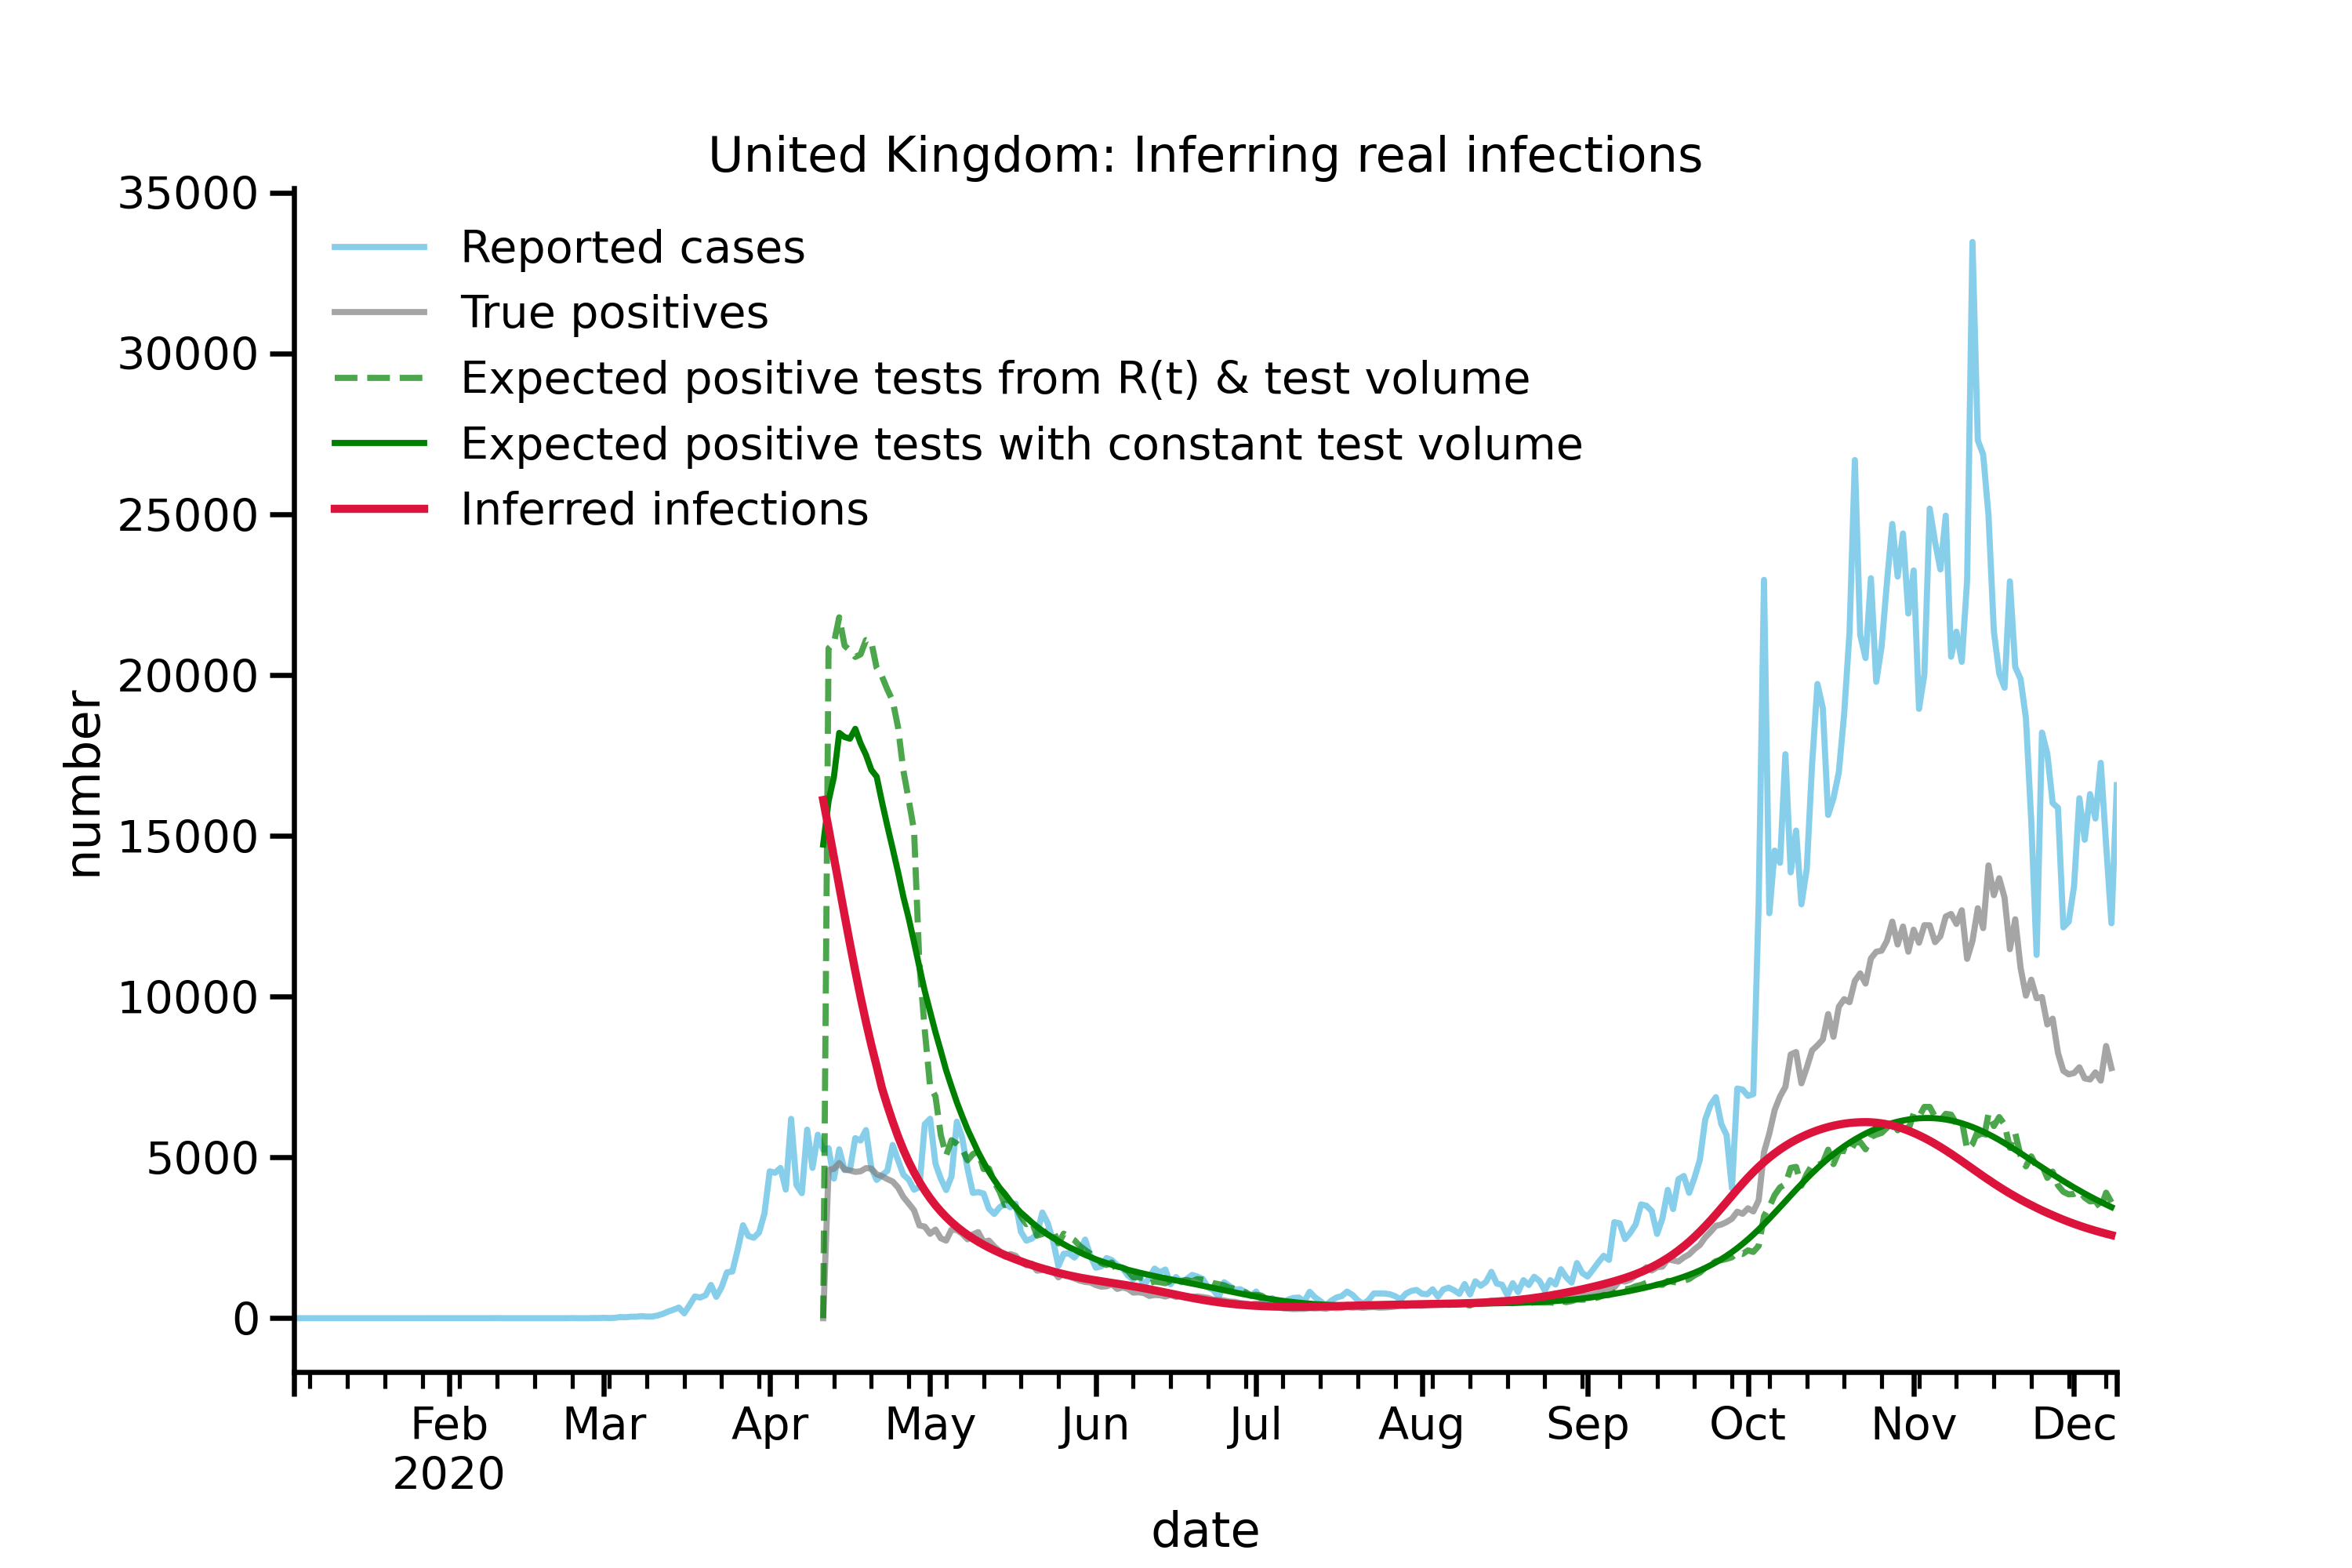 United Kingdom: Inferring real infections
35000
30000
25000
20000
15000
10000
5000
0
number
Reported cases
True positives
Expected positive tests from R(t) & test volume
Expected positive tests with constant test volume
Inferred infections
Feb Mar Apr May Jun Jul Aug Sep Oct Nov Dec
2020
date